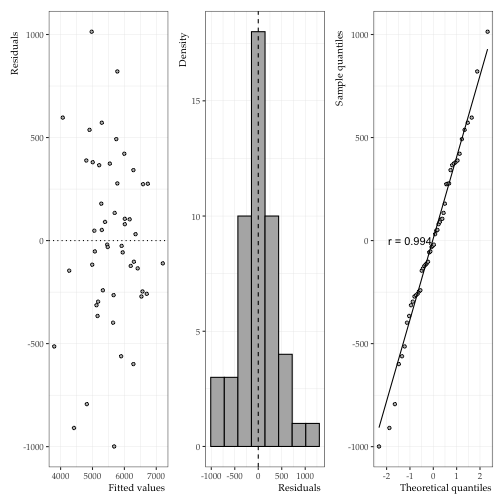 Residuals
1000
500
0
-500
-1000
4000 5000 6000 7000
Fitted values
Density
15
10
5
0
-1000 -500 0 500 1000
Residuals
Sample quantiles
1000
500
0
-500
-1000
r = 0.994
-2 -1 0 1 2
Theoretical quantiles